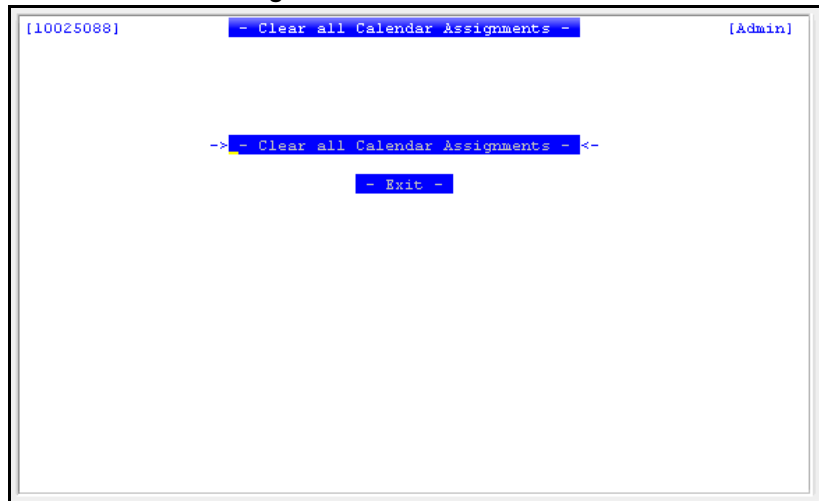 [10025088] - Clear all Calendar Assignments - [Admin]
->- Clear all Calendar Assignments -<-
- Exit -